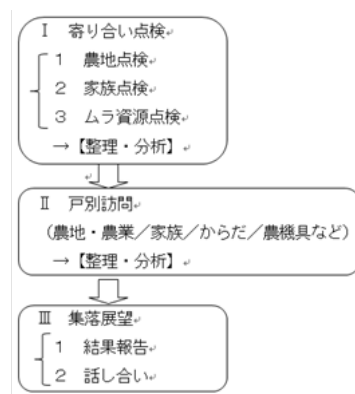 Ⅰ　寄り合い点検
１　農地点検
２　家族点検
３　ムラ資源点検
→【整理・分析】
Ⅱ　戸別訪問
（農地・農業／家族／からだ／農機具など）
→【整理・分析】
Ⅲ　集落展望
１　結果報告
２　話し合い